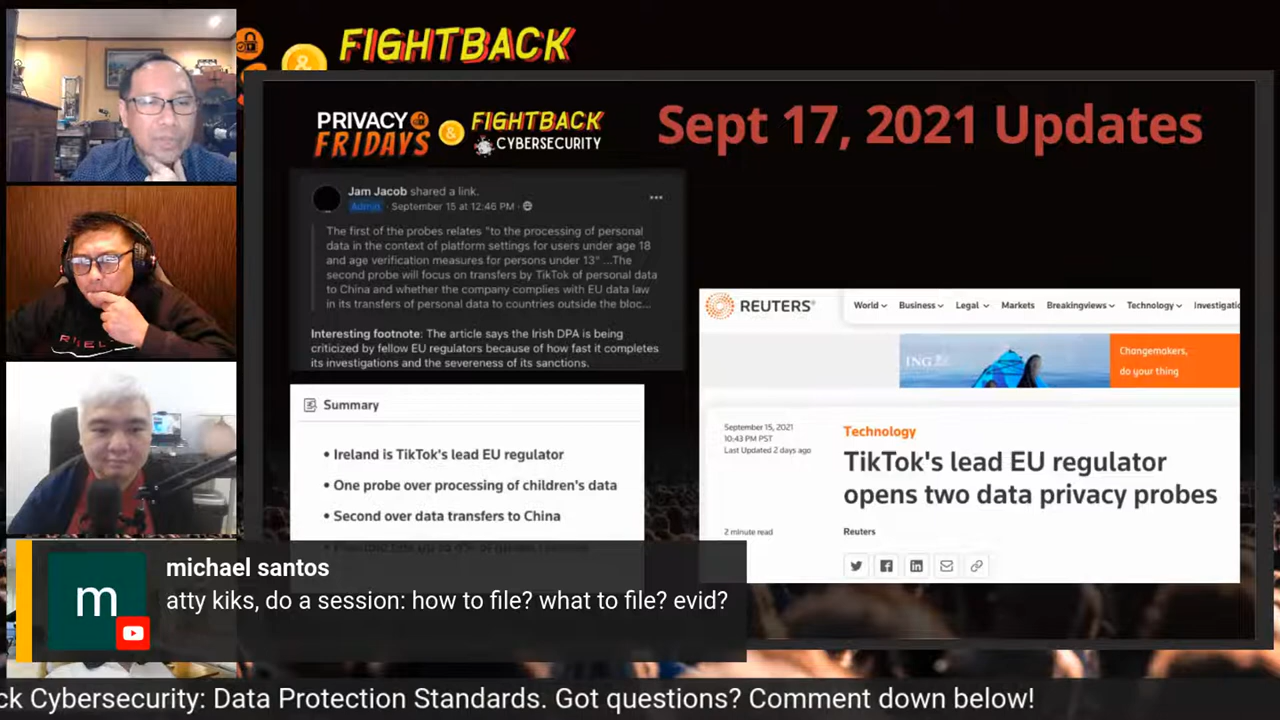 FIGHTBACK
&
PRIVACY
FRIDAYS
&
FIGHTBACK
CYBERSECURITY
Sept 17, 2021 Updates
Jam Jacob shared a link.
Admin · September 15 at 12:46 PM ·
The first of the probes relates "to the processing of personal
data in the context of platform settings for users under age 18
and age verification measures for persons under 13" ...The
second probe will focus on transfers by TikTok of personal data
to China and whether the company complies with EU data law
in its transfers of personal data to countries outside the bloc...
Interesting footnote: The article says the Irish DPA is being
criticized by fellow EU regulators because of how fast it completes
its investigations and the severeness of its sanctions.
Summary
• Ireland is TikTok's lead EU regulator
• One probe over processing of children's data
• Second over data transfers to China
REUTERS
World
Business
Legal
Markets
Breakingviews
Technology
Investigatio
ING
Changemakers,
do your thing
September 15, 2021
10:43 PM PST
Last Updated 2 days ago
Technology
TikTok's lead EU regulator
opens two data privacy probes
2 minute read
Reuters
m
michael santos
atty kiks, do a session: how to file? what to file? evid?
ck Cybersecurity: Data Protection Standards. Got questions? Comment down below!